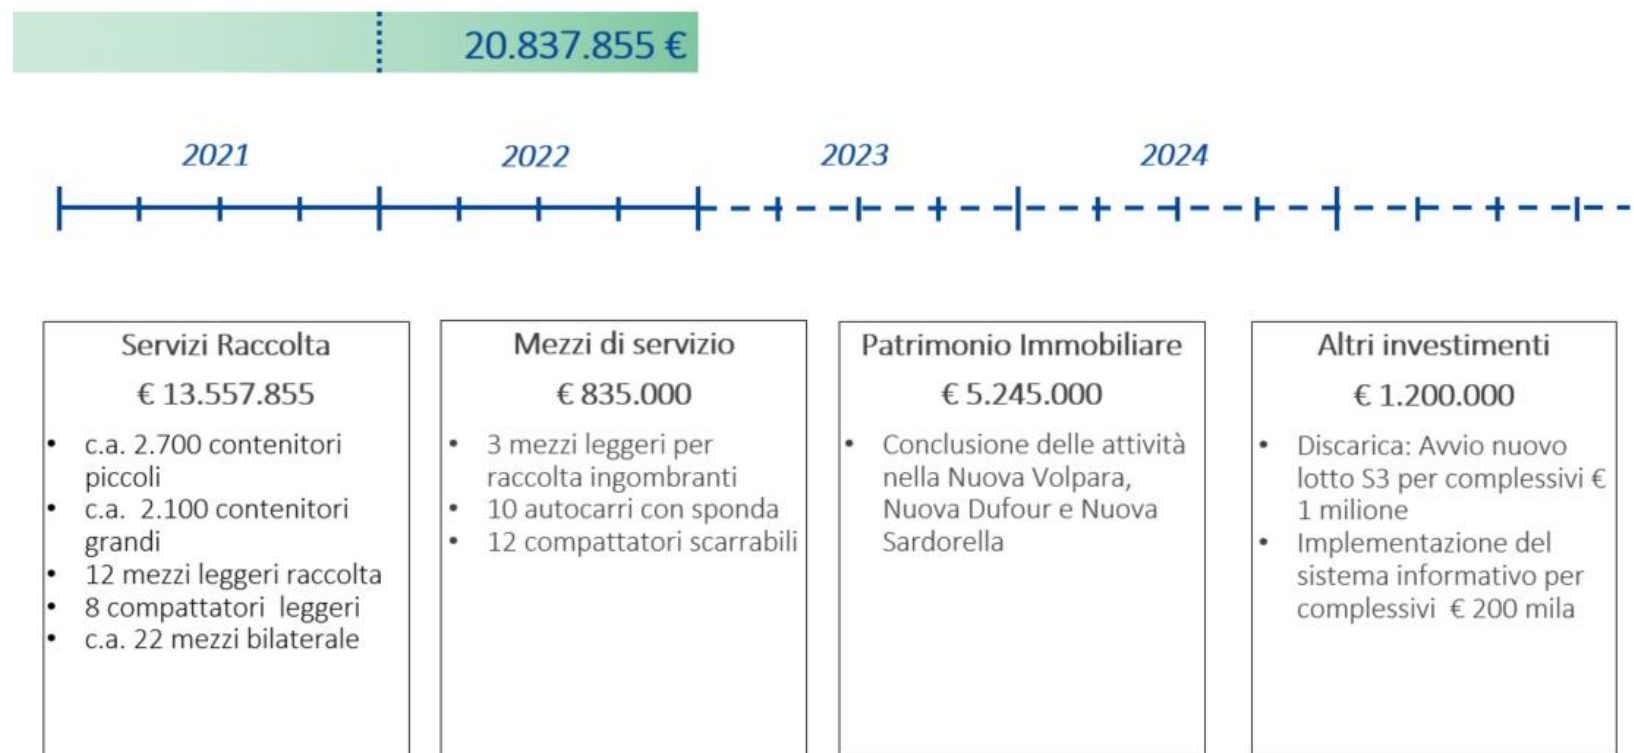 20.837.855 €
2021 2022 2023 2024
Servizi Raccolta
€ 13.557.855
• c.a. 2.700 contenitori
piccoli
• c.a. 2.100 contenitori
grandi
• 12 mezzi leggeri raccolta
• 8 compattatori leggeri
• c.a. 22 mezzi bilaterale
Mezzi di servizio
€ 835.000
• 3 mezzi leggeri per
raccolta ingombranti
• 10 autocarri con sponda
• 12 compattatori scarrabili
Patrimonio Immobiliare
€ 5.245.000
• Conclusione delle attività
nella Nuova Volpara,
Nuova Dufour e Nuova
Sardorella
Altri investimenti
€ 1.200.000
• Discarica: Avvio nuovo
lotto S3 per complessivi €
1 milione
• Implementazione del
sistema informativo per
complessivi € 200 mila